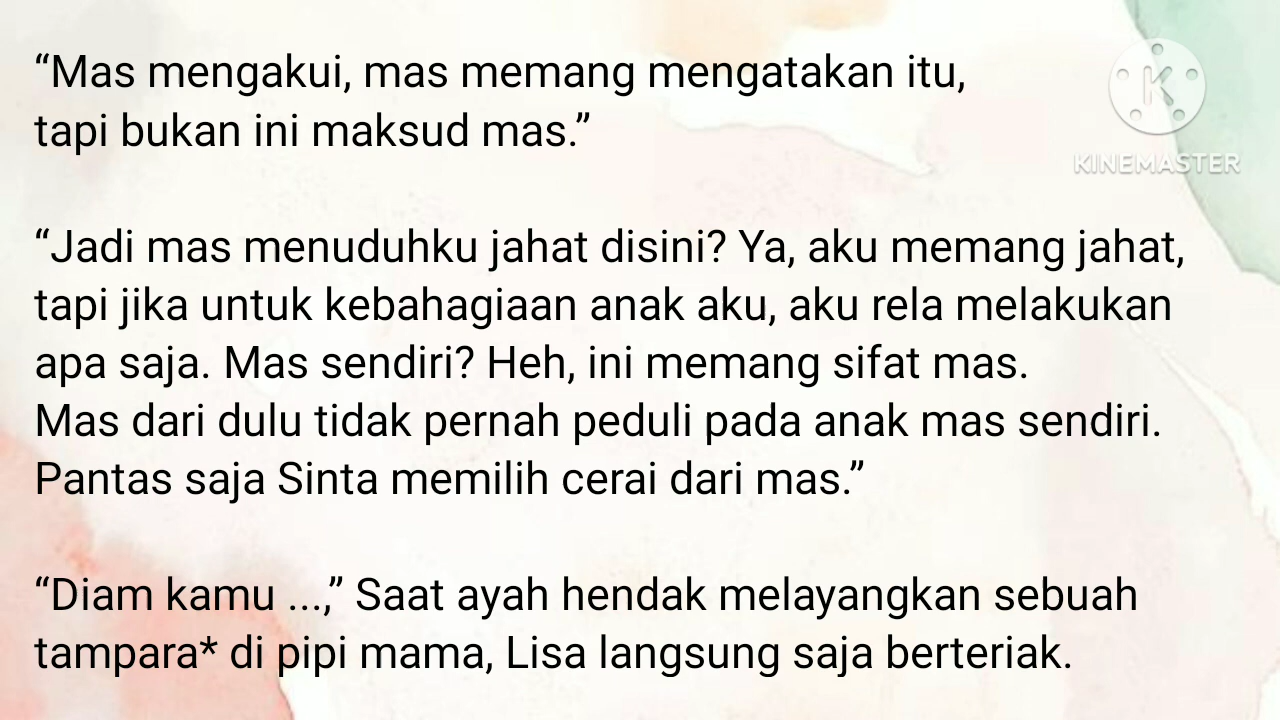 “Mas mengakui, mas memang mengatakan itu,
tapi bukan ini maksud mas.”
“Jadi mas menuduhku jahat disini? Ya, aku memang jahat,
tapi jika untuk kebahagiaan anak aku, aku rela melakukan
apa saja. Mas sendiri? Heh, ini memang sifat mas.
Mas dari dulu tidak pernah peduli pada anak mas sendiri.
Pantas saja Sinta memilih cerai dari mas.”
“Diam kamu ...,” Saat ayah hendak melayangkan sebuah
tampara* di pipi mama, Lisa langsung saja berteriak.
K
KINEMASTER